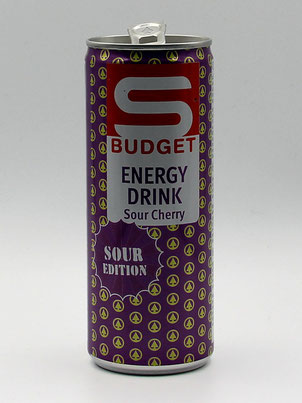 S
BUDGET
ENERGY
DRINK
Sour Cherry
SOUR
EDITION